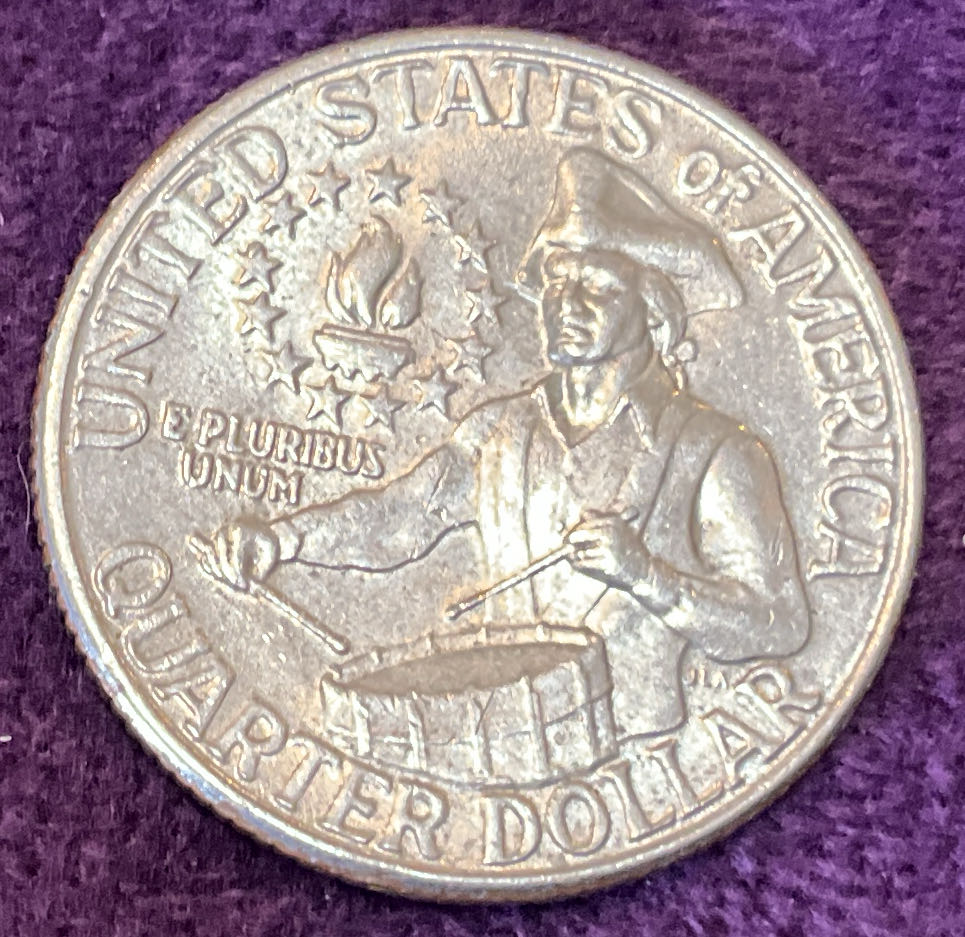 UNITED STATES OF AMERICA
E PLURIBUS
UNUM
QUARTER DOLLAR